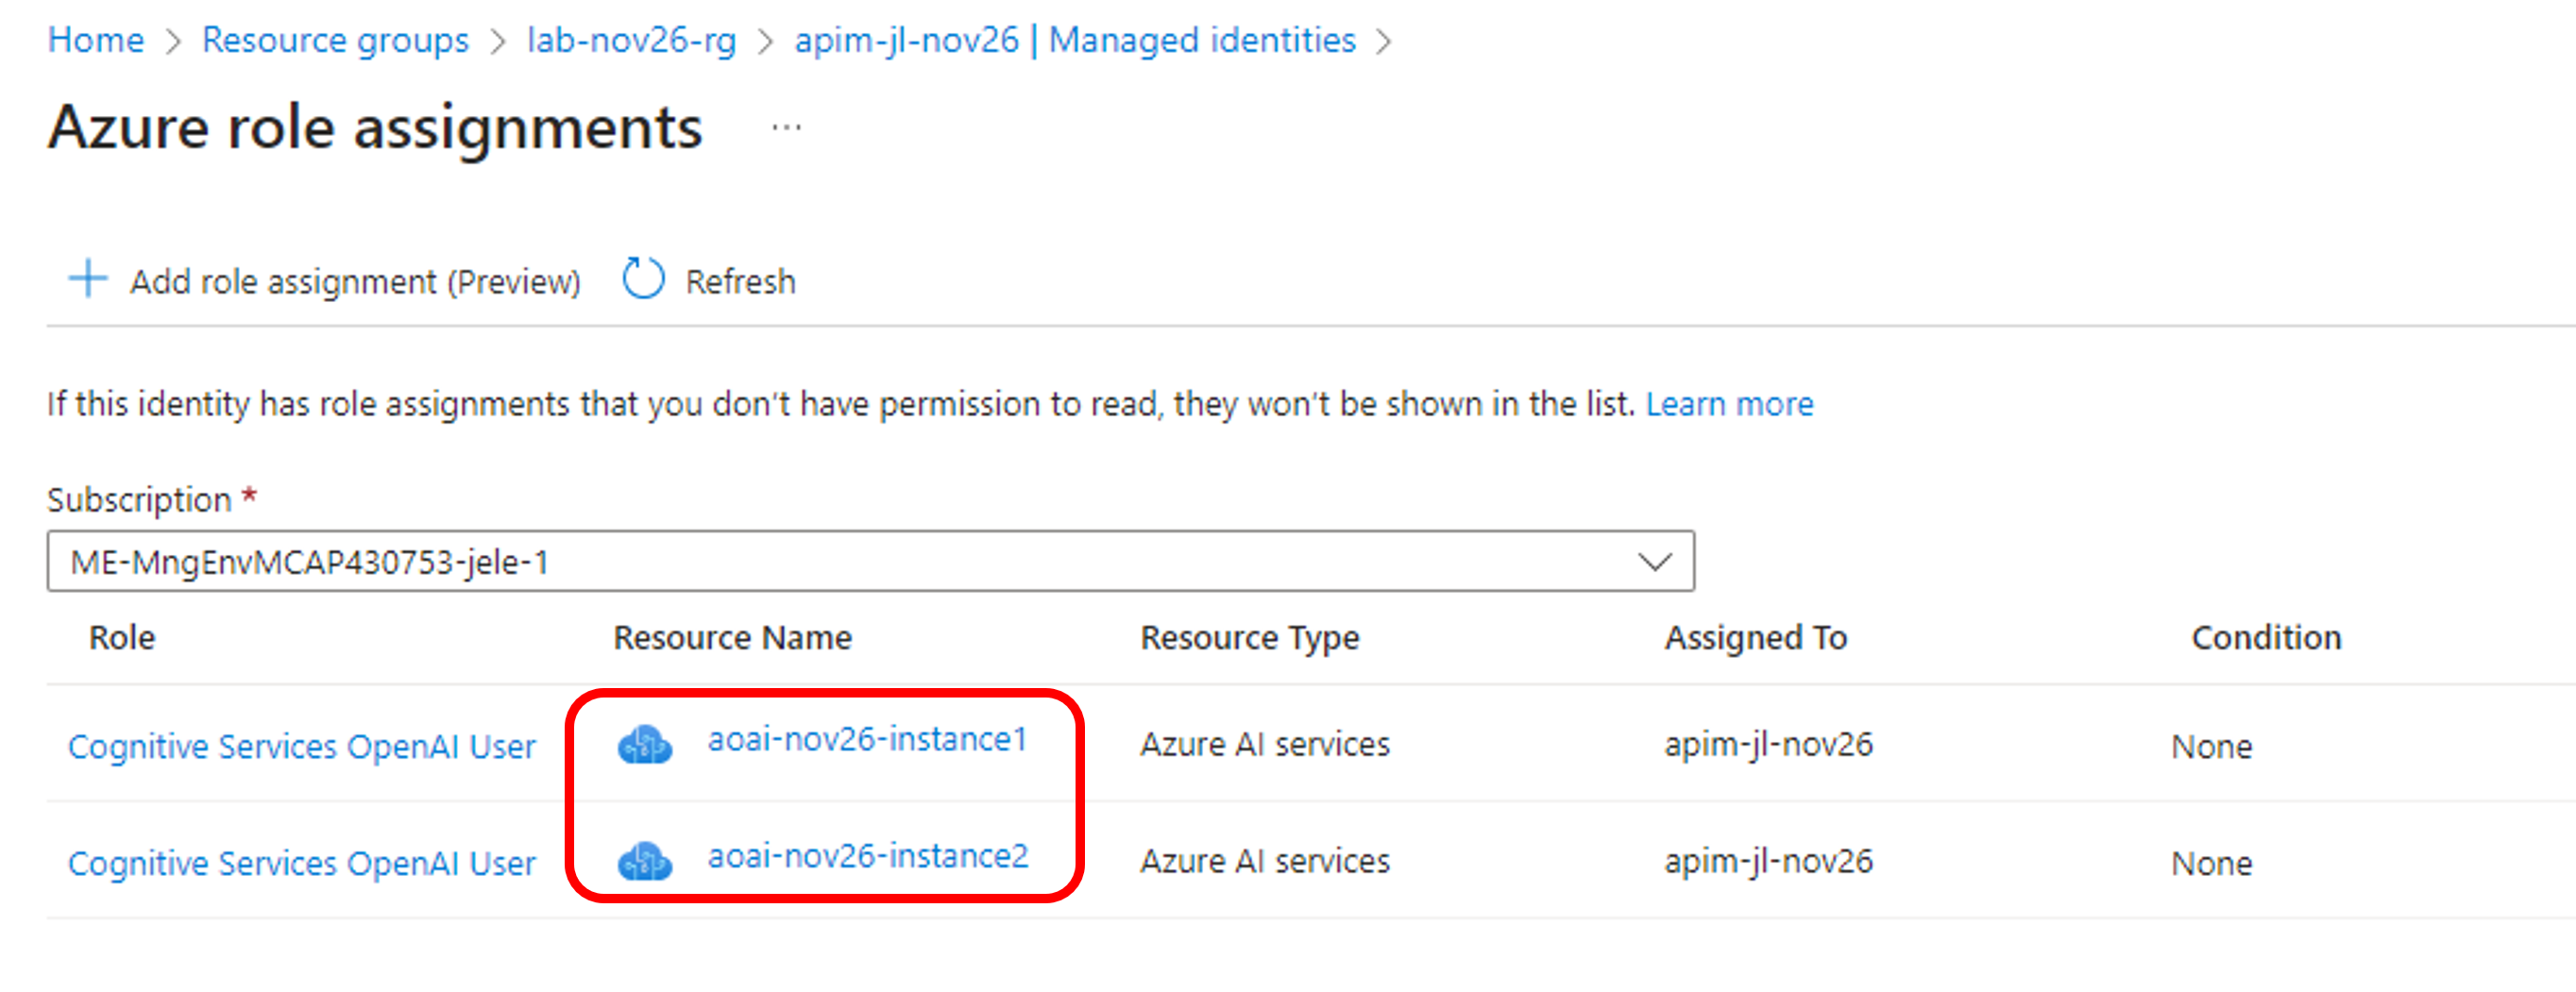 Home > Resource groups > lab-nov26-rg > apim-jl-nov26 | Managed identities >
Azure role assignments ...
Add role assignment (Preview) Refresh
If this identity has role assignments that you don't have permission to read, they won't be shown in the list. Learn more
Subscription *
ME-MngEnvMCAP430753-jele-1
Role Resource Name Resource Type Assigned To Condition
Cognitive Services OpenAI User aoai-nov26-instance1 Azure AI services apim-jl-nov26 None
Cognitive Services OpenAI User aoai-nov26-instance2 Azure AI services apim-jl-nov26 None